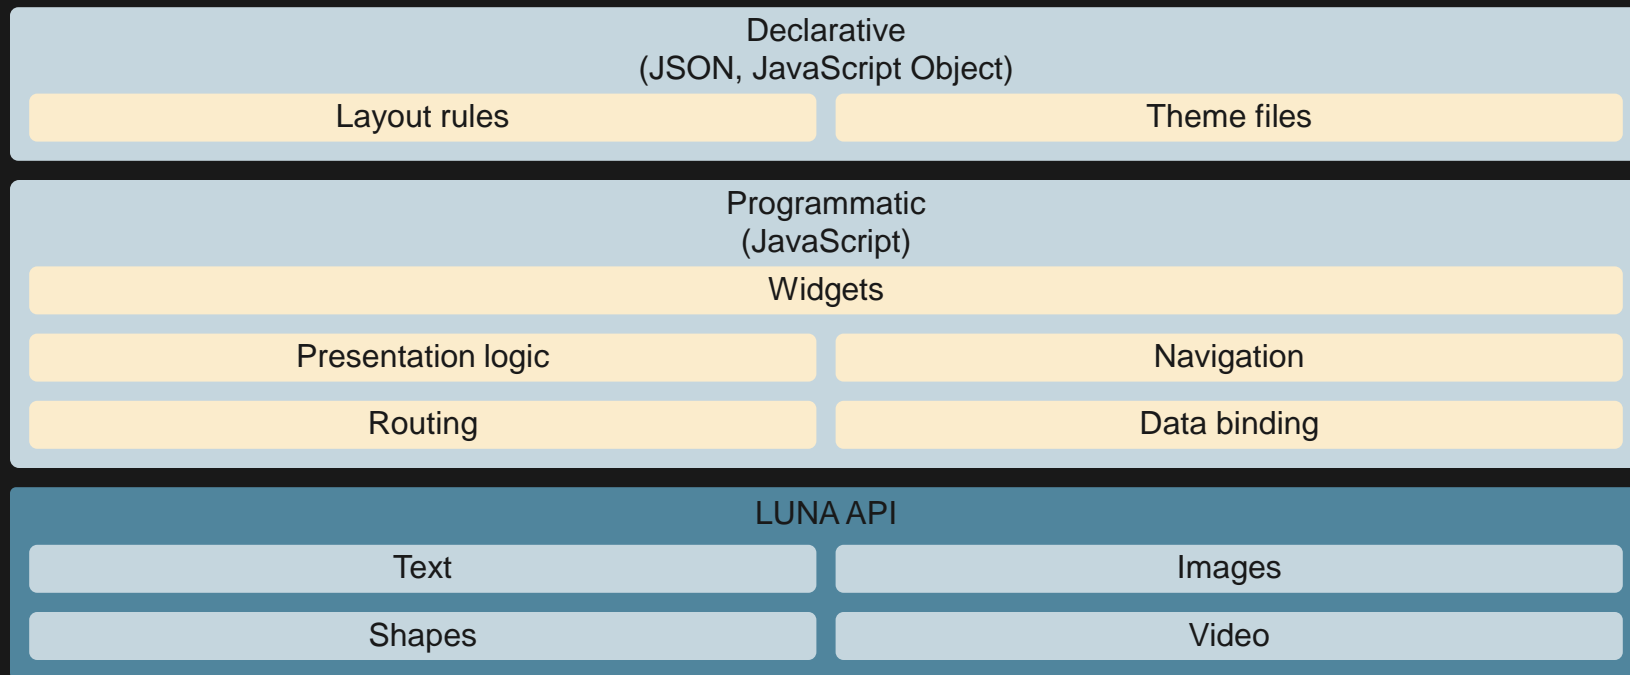 Declarative
(JSON, JavaScript Object)
Layout rules
Theme files
Programmatic
(JavaScript)
Widgets
Presentation logic
Navigation
Routing
Data binding
LUNA API
Text
Images
Shapes
Video